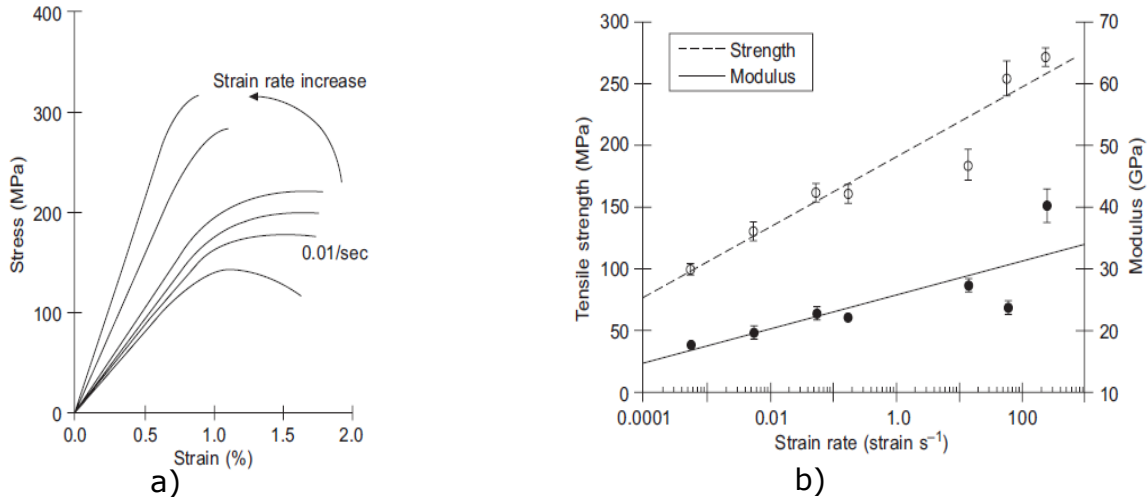 400
300
200
100
0
Stress (MPa)
Strain rate increase
0.01/sec
0.0
0.5
1.0
1.5
2.0
Strain (%)
a)
300
250
200
150
100
50
0
Tensile strength (MPa)
Strength
Modulus
70
60
50
40
30
20
10
Modulus (GPa)
0.0001
0.01
1.0
100
Strain rate (strain s⁻¹)
b)